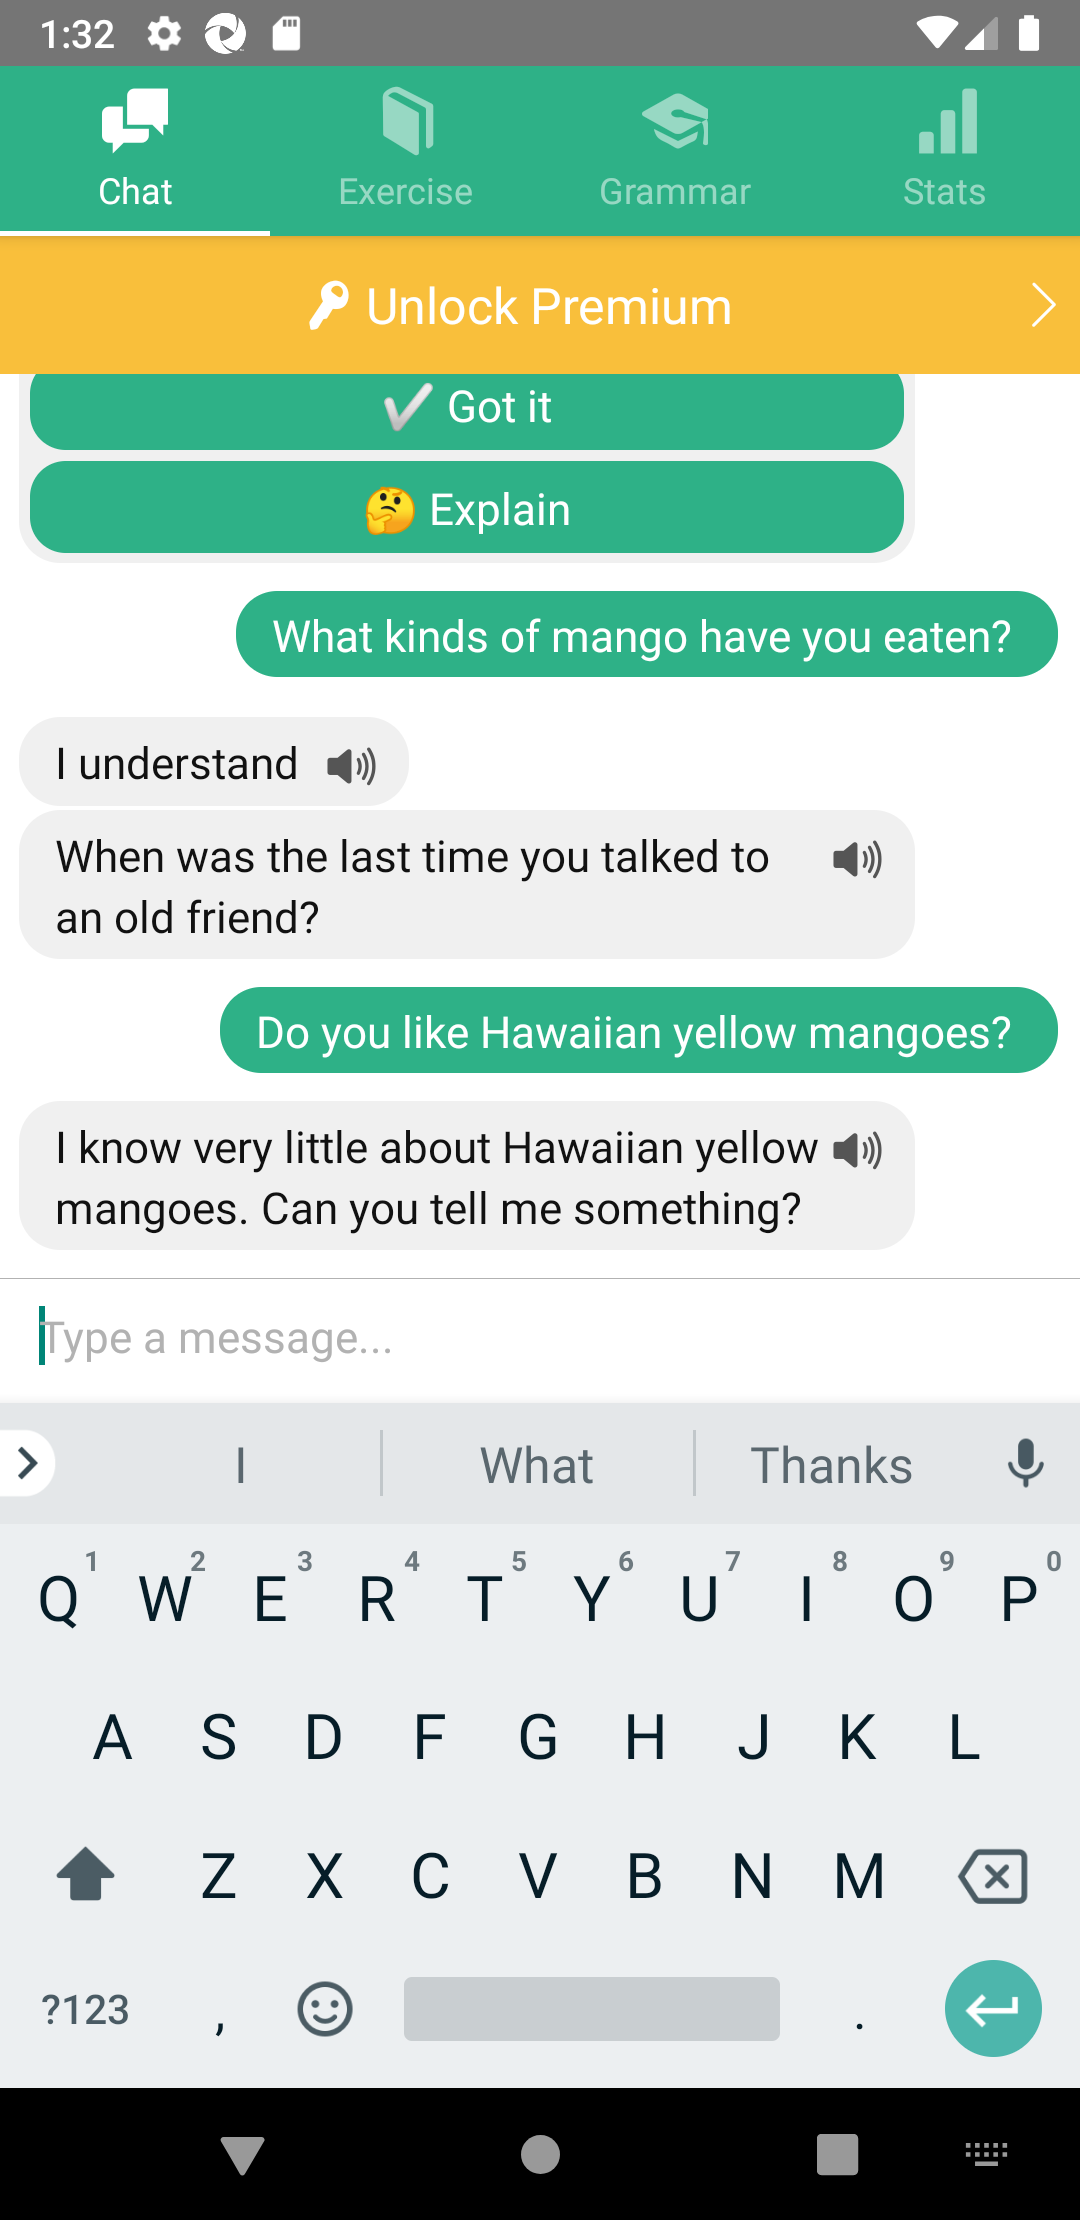 1:32
Chat
Exercise
Grammar
Stats
Unlock Premium
Got it
Explain
What kinds of mango have you eaten?
I understand
When was the last time you talked to
an old friend?
Do you like Hawaiian yellow mangoes?
I know very little about Hawaiian yellow
mangoes. Can you tell me something?
Type a message...
I What Thanks
1 2 3 4 5 6 7 8 9 0
Q W E R T Y U I O P
A S D F G H J K L
Z X C V B N M
?123 , .